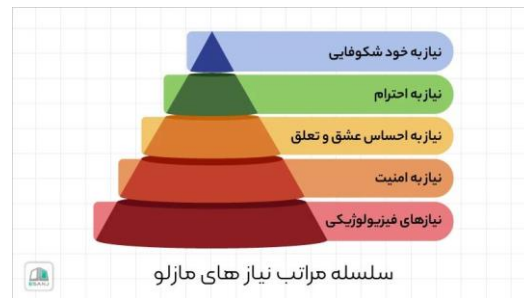 نیاز به خود شکوفایی
نیاز به احترام
نیاز به احساس عشق و تعلق
نیاز به امنیت
نیازهای فیزیولوژیکی
سلسله مراتب نیاز های مازلو